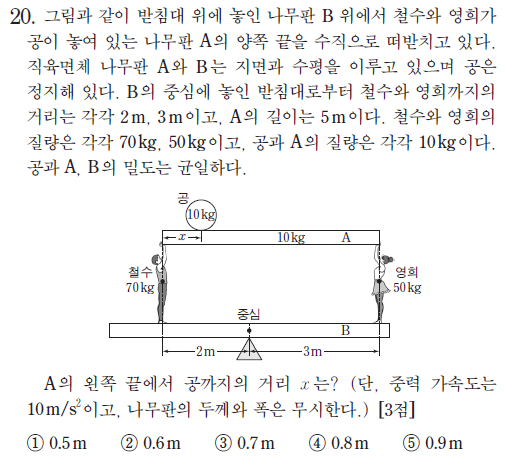 20. 그림과 같이 받침대 위에 놓인 나무판 B 위에서 철수와 영희가
공이 놓여 있는 나무판 A의 양쪽 끝을 수직으로 떠받치고 있다.
직육면체 나무판 A와 B는 지면과 수평을 이루고 있으며 공은
정지해 있다. B의 중심에 놓인 받침대로부터 철수와 영희까지의
거리는 각각 2m, 3m이고, A의 길이는 5m이다. 철수와 영희의
질량은 각각 70kg, 50kg이고, 공과 A의 질량은 각각 10kg이다.
공과 A, B의 밀도는 균일하다.
공
10kg
x
10kg A
철수
70kg
영희
50kg
중심
B
2m
3m
A의 왼쪽 끝에서 공까지의 거리 x는? (단, 중력 가속도는
10m/s²이고, 나무판의 두께와 폭은 무시한다.) [3점]
① 0.5m ② 0.6m ③ 0.7m ④ 0.8m ⑤ 0.9m